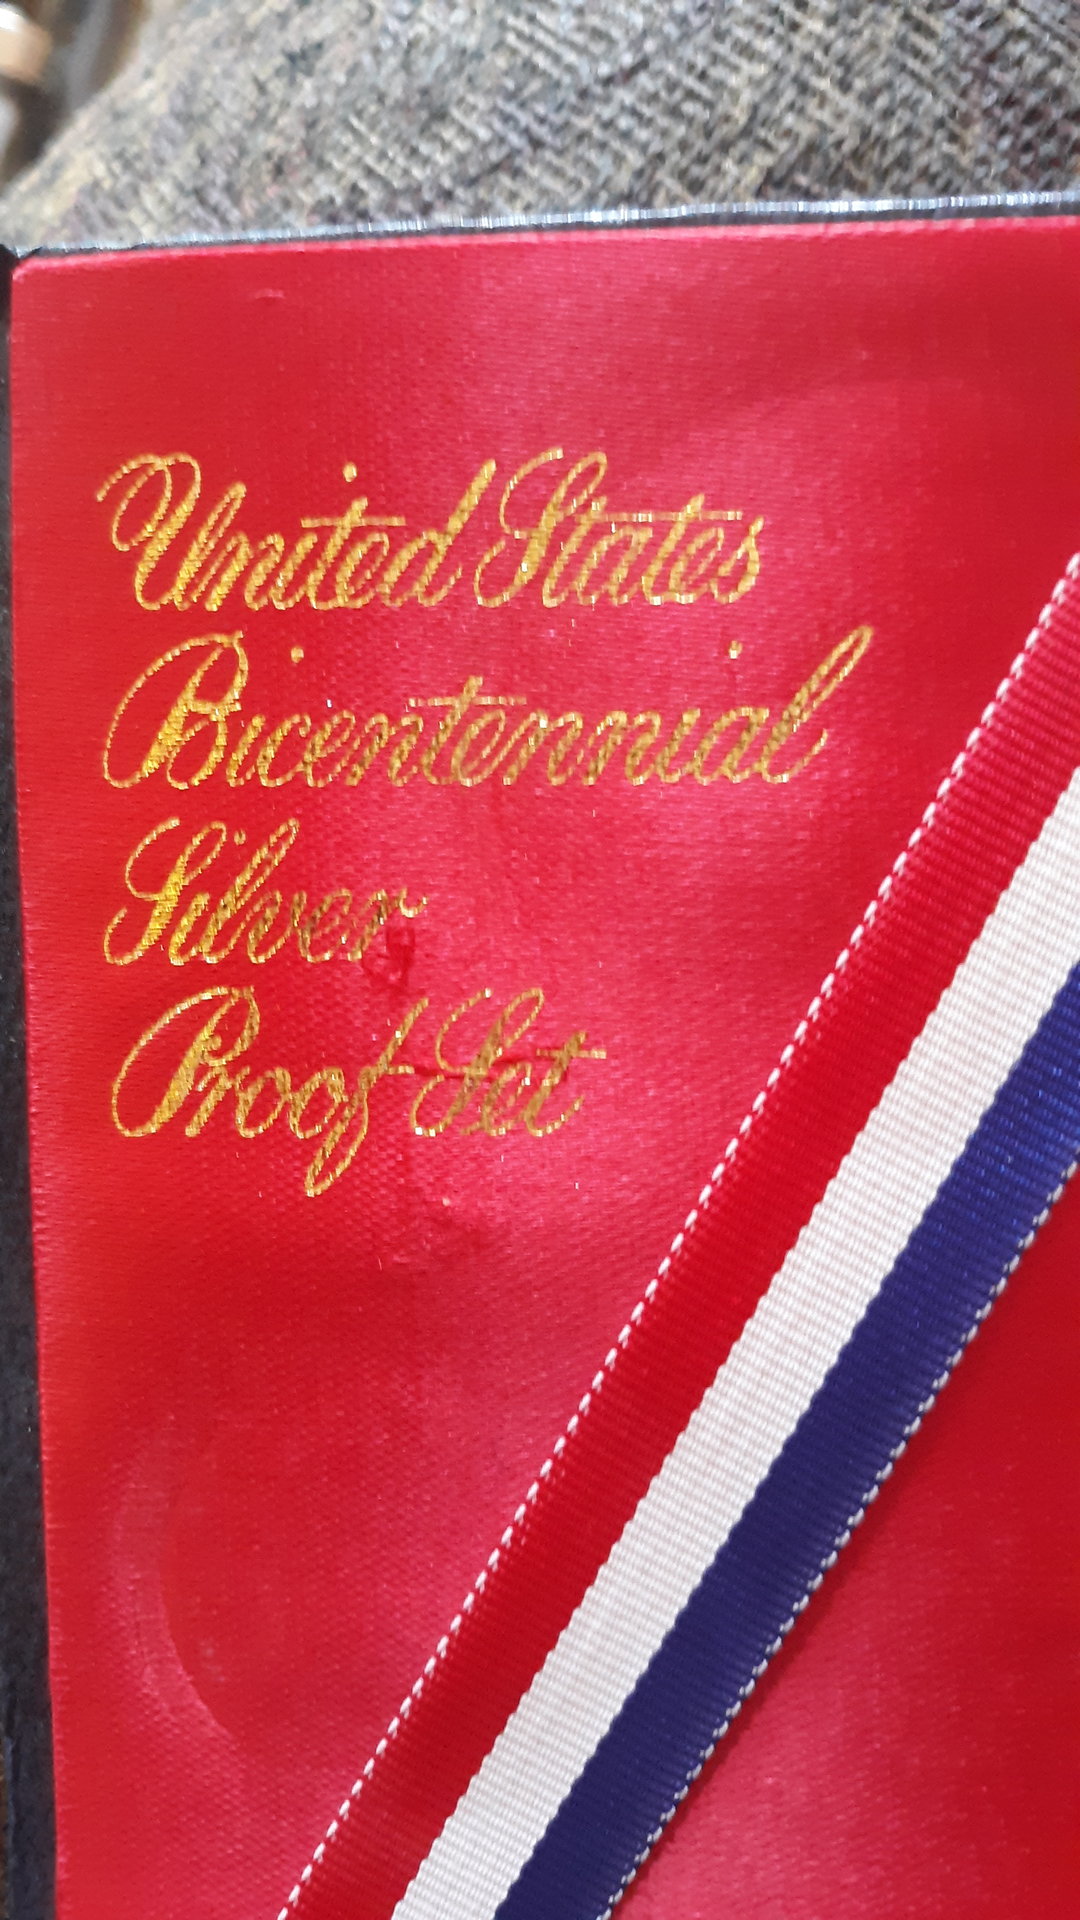 United States
Bicentennial
Silver
Proof Set